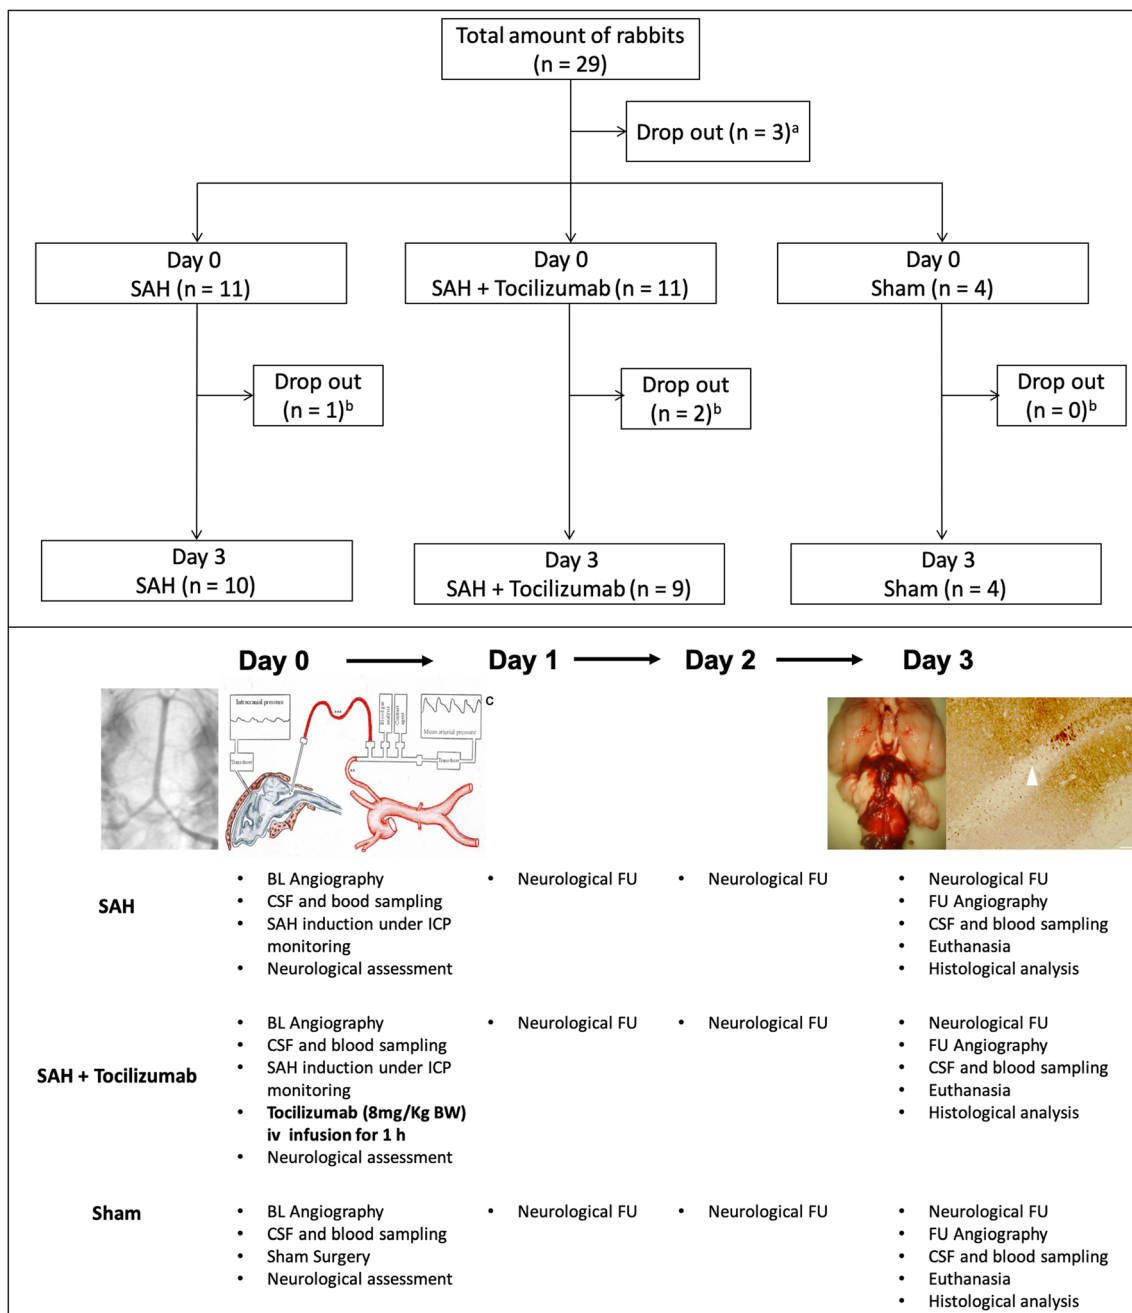 Total amount of rabbits
(n = 29)
Drop out (n = 3)ᵃ
Day 0
SAH (n = 11)
Day 0
SAH + Tocilizumab (n = 11)
Day 0
Sham (n = 4)
Drop out
(n = 1)ᵇ
Drop out
(n = 2)ᵇ
Drop out
(n = 0)ᵇ
Day 3
SAH (n = 10)
Day 3
SAH + Tocilizumab (n = 9)
Day 3
Sham (n = 4)
Day 0
Day 1
Day 2
Day 3
Intracranial pressure
Transducer
***
**
Blood gas
analysis
Contrast
agent
Mean arterial pressure
Transducer
C
SAH
• BL Angiography
• CSF and bood sampling
• SAH induction under ICP
monitoring
• Neurological assessment
• Neurological FU
• Neurological FU
• Neurological FU
• FU Angiography
• CSF and blood sampling
• Euthanasia
• Histological analysis
SAH + Tocilizumab
• BL Angiography
• CSF and blood sampling
• SAH induction under ICP
monitoring
• Tocilizumab (8mg/Kg BW)
iv infusion for 1 h
• Neurological assessment
• Neurological FU
• Neurological FU
• Neurological FU
• FU Angiography
• CSF and blood sampling
• Euthanasia
• Histological analysis
Sham
• BL Angiography
• CSF and blood sampling
• Sham Surgery
• Neurological assessment
• Neurological FU
• Neurological FU
• Neurological FU
• FU Angiography
• CSF and blood sampling
• Euthanasia
• Histological analysis